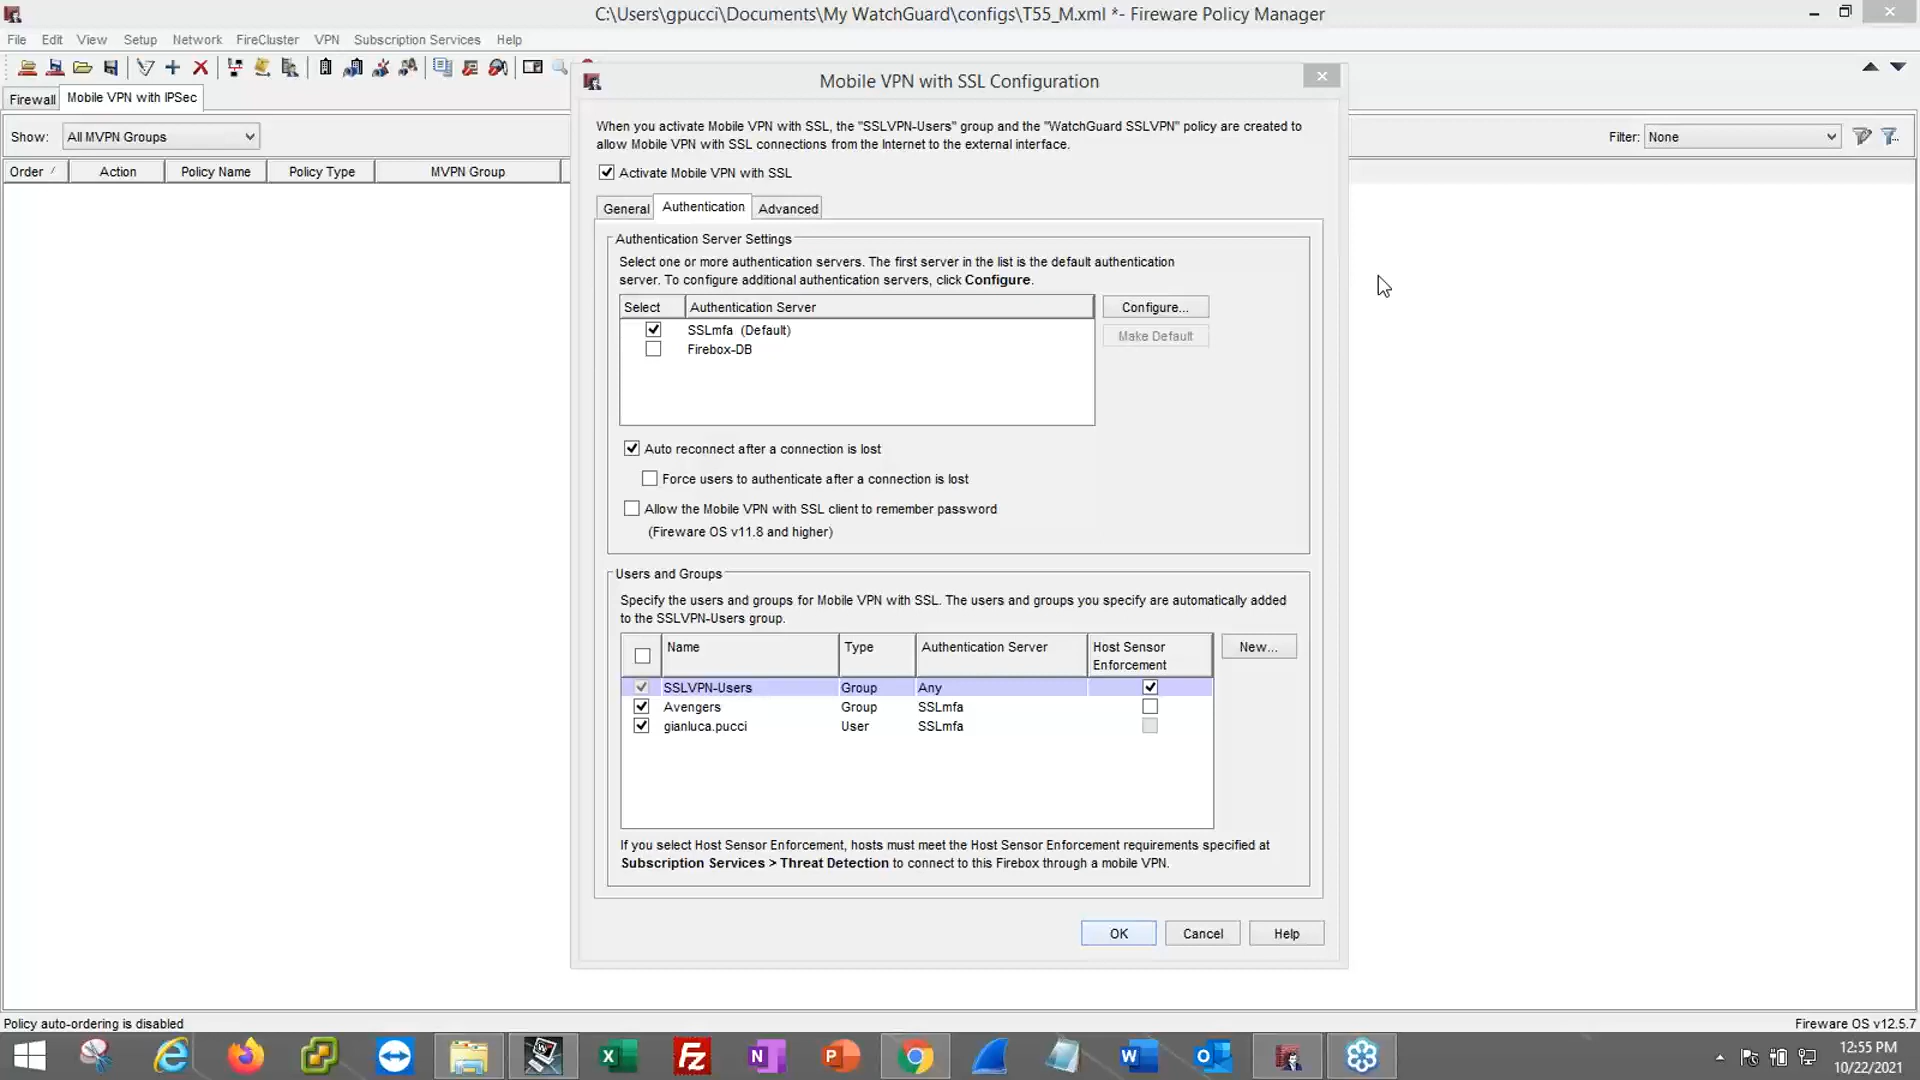 C:\Users\gpucci\Documents\My WatchGuard\configs\T55_M.xml *- Fireware Policy Manager
File Edit View Setup Network FireCluster VPN Subscription Services Help
Firewall Mobile VPN with IPSec
Show: All MVPN Groups
Filter: None
Order / Action Policy Name Policy Type MVPN Group
Mobile VPN with SSL Configuration
When you activate Mobile VPN with SSL, the "SSLVPN-Users" group and the "WatchGuard SSLVPN" policy are created to
allow Mobile VPN with SSL connections from the Internet to the external interface.
Activate Mobile VPN with SSL
General Authentication Advanced
Authentication Server Settings
Select one or more authentication servers. The first server in the list is the default authentication
server. To configure additional authentication servers, click Configure.
Select Authentication Server
Configure...
SSLmfa (Default)
Make Default
Firebox-DB
Auto reconnect after a connection is lost
Force users to authenticate after a connection is lost
Allow the Mobile VPN with SSL client to remember password
(Fireware OS v11.8 and higher)
Users and Groups
Specify the users and groups for Mobile VPN with SSL. The users and groups you specify are automatically added
to the SSLVPN-Users group.
Name Type Authentication Server Host Sensor
Enforcement
New...
SSLVPN-Users Group Any
Avengers Group SSLmfa
gianluca.pucci User SSLmfa
If you select Host Sensor Enforcement, hosts must meet the Host Sensor Enforcement requirements specified at
Subscription Services > Threat Detection to connect to this Firebox through a mobile VPN.
OK Cancel Help
Policy auto-ordering is disabled
Fireware OS v12.5.7
12:55 PM
10/22/2021